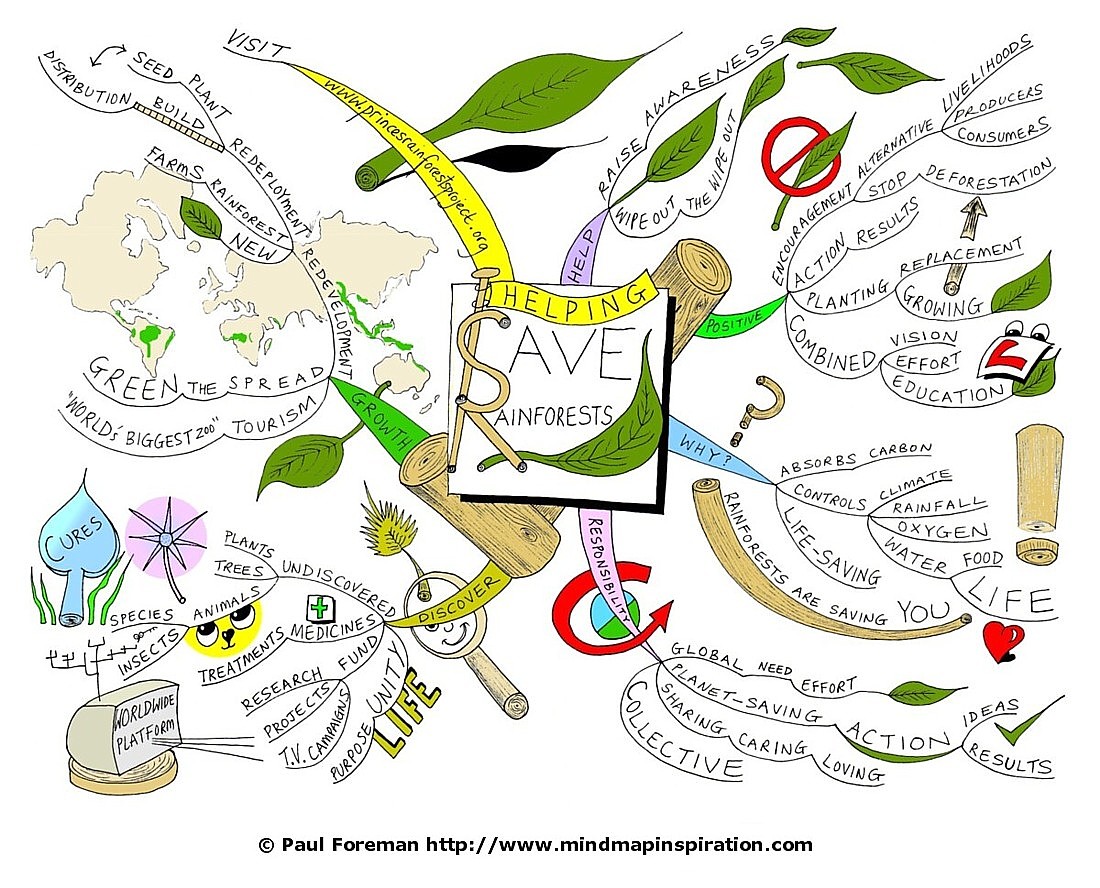 HELPING
SAVE
RAINFORESTS
VISIT
www.princesrainforestsproject.org
HELP
RAISE AWARENESS
WIPE OUT THE WIPE OUT
POSITIVE
ENCOURAGEMENT
ALTERNATIVE
LIVELIHOODS
PRODUCERS
CONSUMERS
STOP DEFORESTATION
ACTION RESULTS
PLANTING
REPLACEMENT
GROWING
COMBINED
VISION
EFFORT
EDUCATION
L
WHY?
ABSORBS CARBON
CONTROLS
CLIMATE
RAINFALL
OXYGEN
WATER
FOOD
LIFE
LIFE-SAVING
RAINFORESTS ARE SAVING YOU
RESPONSIBILITY
GLOBAL NEED EFFORT
PLANET-SAVING ACTION
IDEAS
RESULTS
SHARING CARING LOVING
COLLECTIVE
DISCOVER
UNDISCOVERED
PLANTS
TREES
ANIMALS
SPECIES
INSECTS
CURES
MEDICINES
TREATMENTS
FUND
RESEARCH
PROJECTS
T.V. CAMPAIGNS
UNITY
PURPOSE
LIFE
WORLDWIDE
PLATFORM
GROWTH
REDEVELOPMENT
REDEPLOYMENT
PLANT
SEED
BUILD
DISTRIBUTION
NEW
RAINFOREST
FARMS
THE SPREAD
GREEN
TOURISM
"WORLD'S BIGGEST ZOO"
© Paul Foreman http://www.mindmapinspiration.com